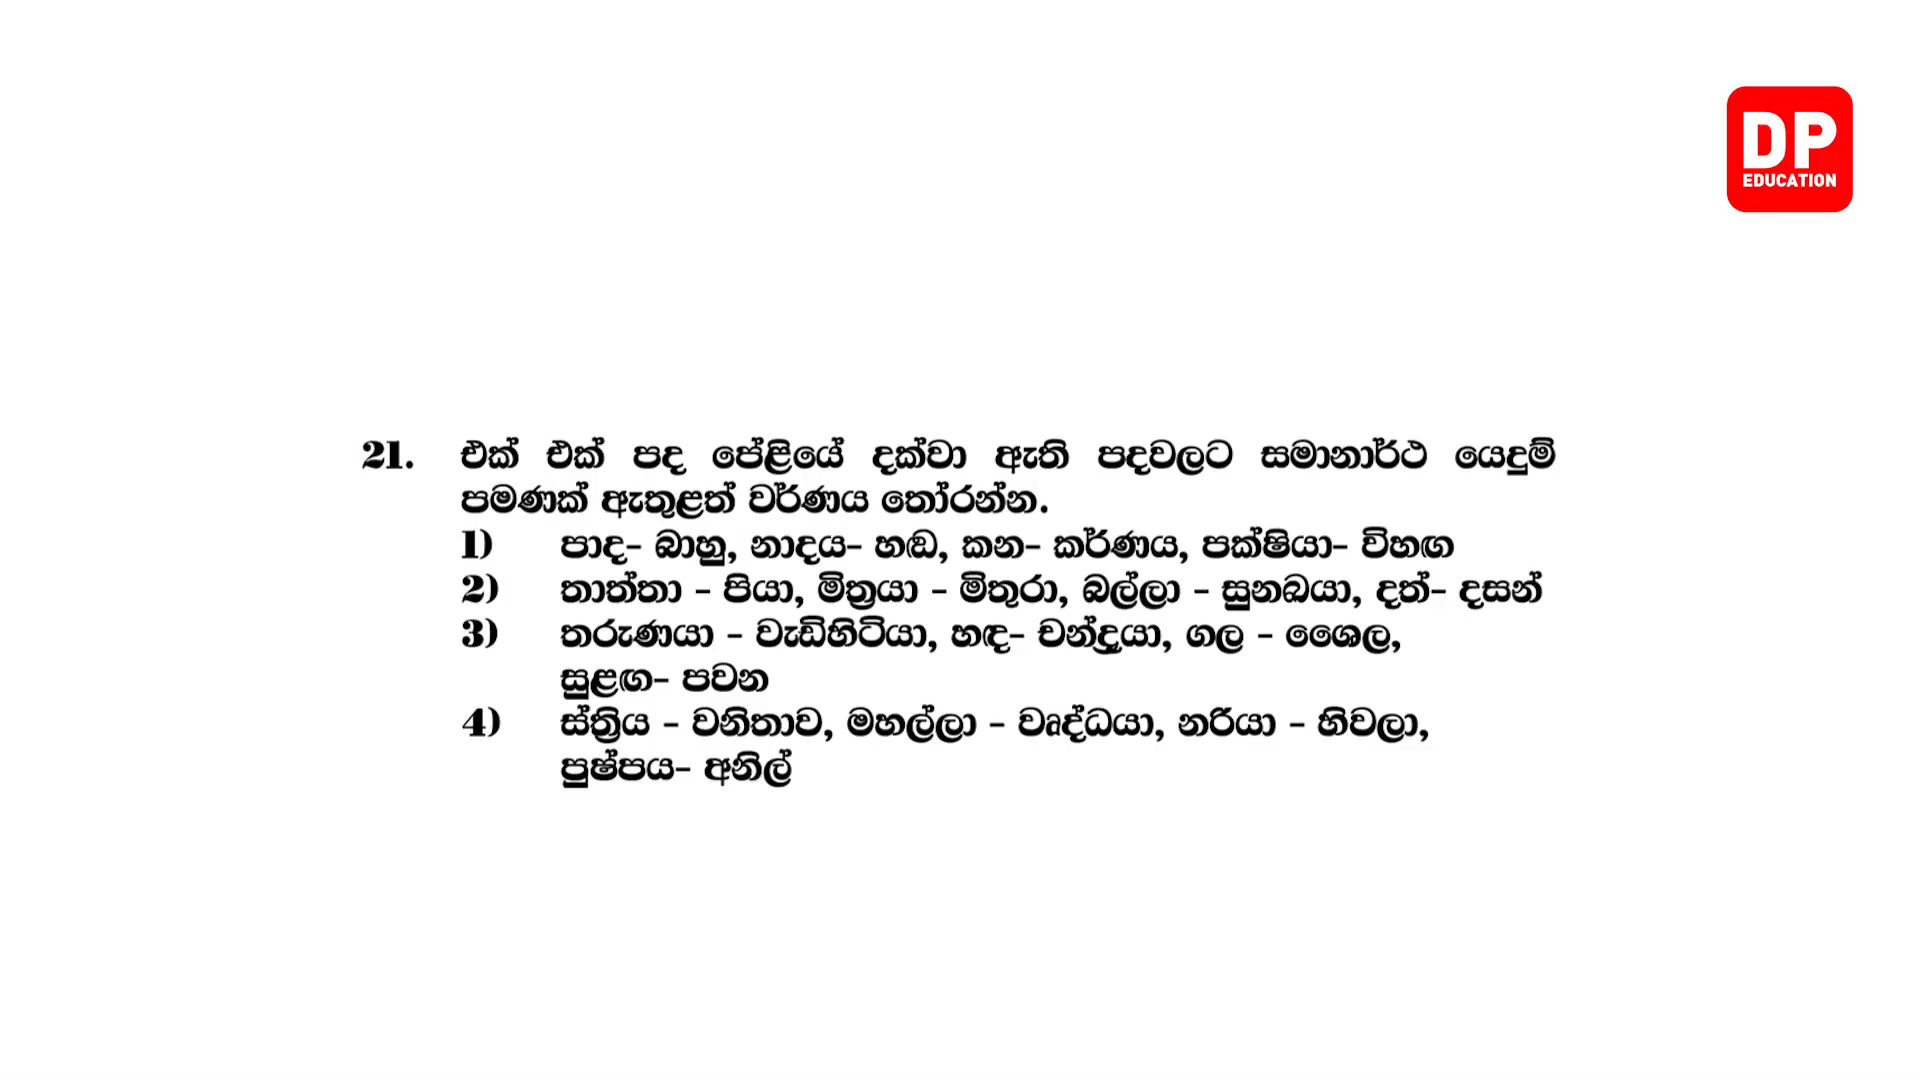 DP
EDUCATION
21. එක් එක් පද පේළියේ දක්වා ඇති පදවලට සමානාර්ථ යෙදුම්
පමණක් ඇතුළත් වර්ණය තෝරන්න.
1) පාද- බාහු, නාදය- හඬ, කන- කර්ණය, පක්ෂියා- විහඟ
2) තාත්තා - පියා, මිත්‍රයා - මිතුරා, බල්ලා - සුනඛයා, දත්- දසන්
3) තරුණයා - වැඩිහිටියා, හඳ- චන්ද්‍රයා, ගල - ශෛල,
සුළඟ- පවන
4) ස්ත්‍රිය - වනිතාව, මහල්ලා - වෘද්ධයා, නරියා - හිවලා,
පුෂ්පය- අනිල්